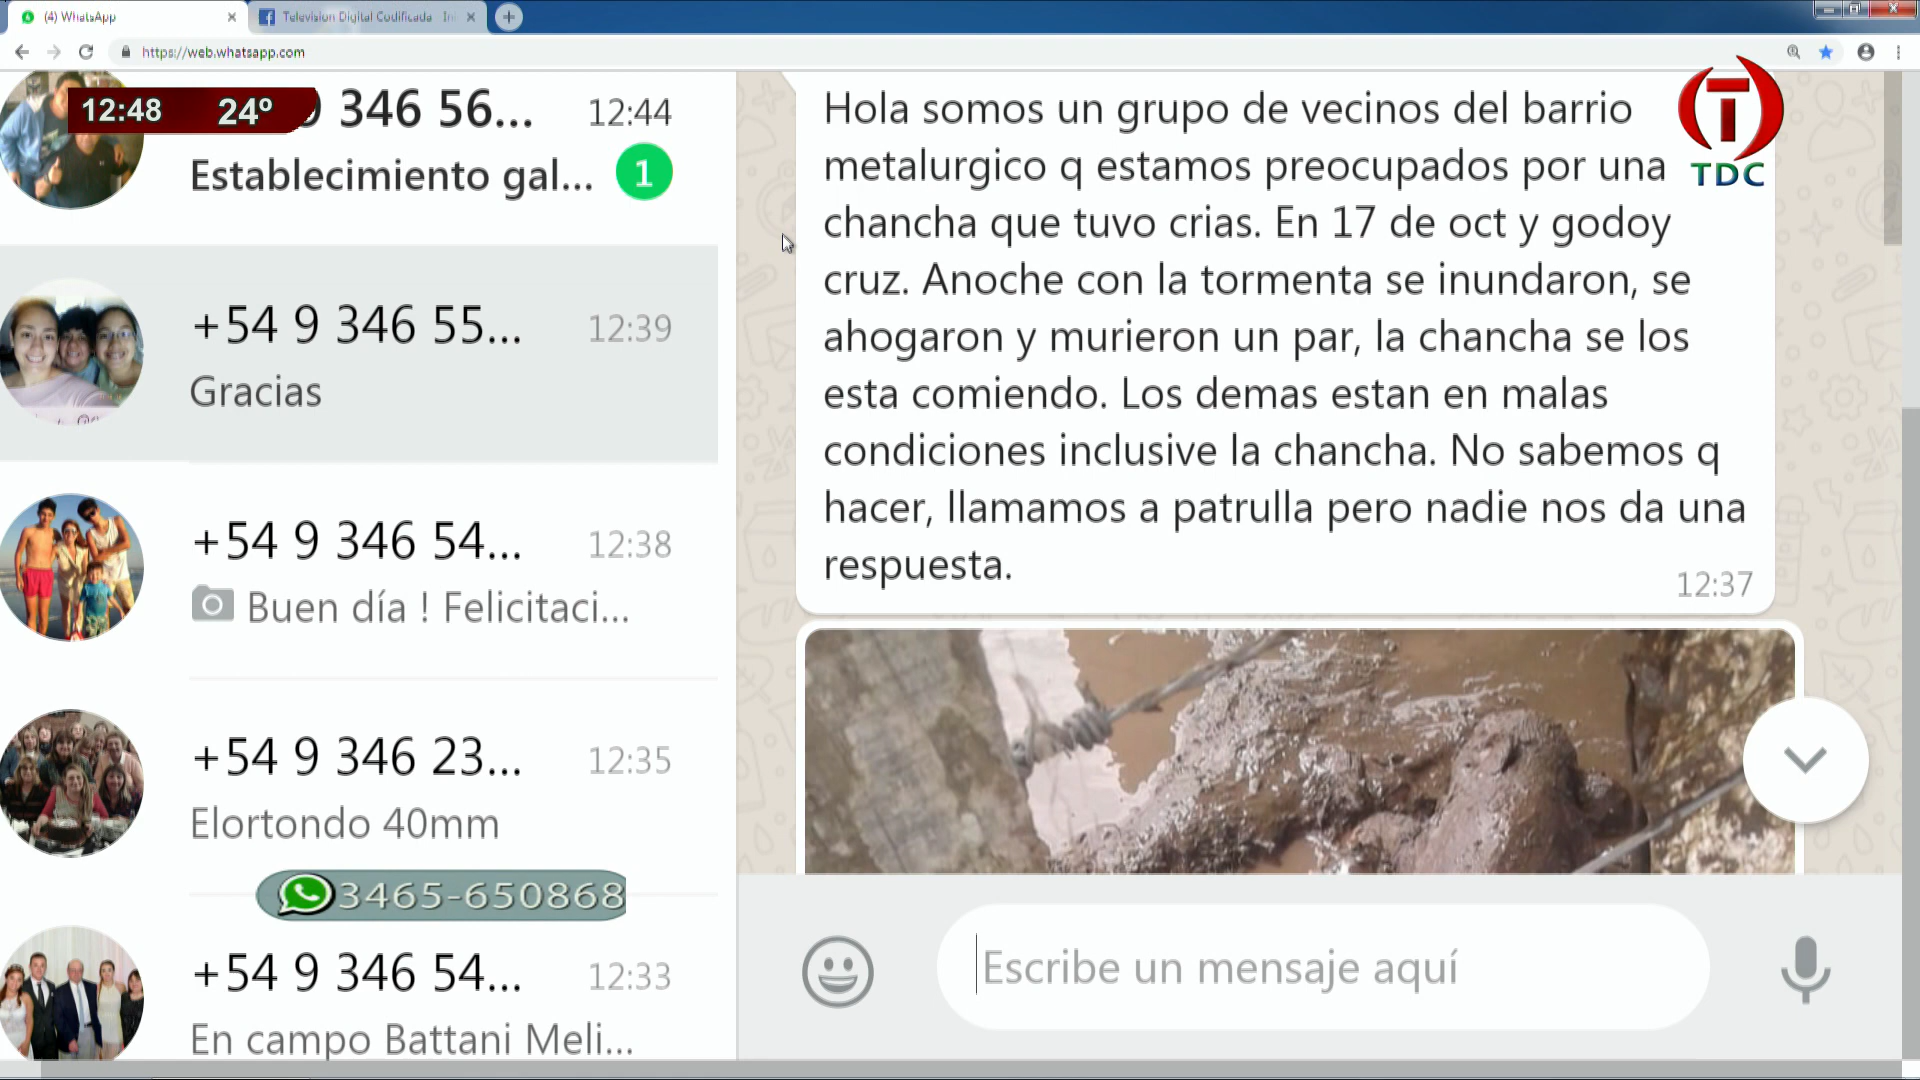 (4) WhatsApp
Television Digital Codificada
https://web.whatsapp.com
12:48 24º
346 56... 12:44
Establecimiento gal... 1
+54 9 346 55... 12:39
Gracias
+54 9 346 54... 12:38
Buen día ! Felicitaci...
+54 9 346 23... 12:35
Elortondo 40mm
3465-650868
+54 9 346 54... 12:33
En campo Battani Meli...
T
TDC
Hola somos un grupo de vecinos del barrio
metalurgico q estamos preocupados por una
chancha que tuvo crias. En 17 de oct y godoy
cruz. Anoche con la tormenta se inundaron, se
ahogaron y murieron un par, la chancha se los
esta comiendo. Los demas estan en malas
condiciones inclusive la chancha. No sabemos q
hacer, llamamos a patrulla pero nadie nos da una
respuesta.
12:37
Escribe un mensaje aquí